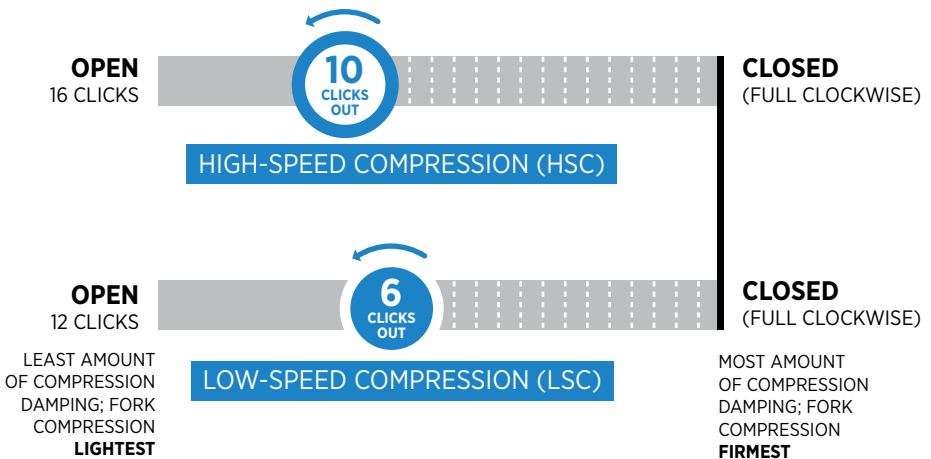 OPEN
16 CLICKS
10
CLICKS
OUT
CLOSED
(FULL CLOCKWISE)
HIGH-SPEED COMPRESSION (HSC)
OPEN
12 CLICKS
6
CLICKS
OUT
CLOSED
(FULL CLOCKWISE)
LOW-SPEED COMPRESSION (LSC)
LEAST AMOUNT
OF COMPRESSION
DAMPING; FORK
COMPRESSION
LIGHTEST
MOST AMOUNT
OF COMPRESSION
DAMPING; FORK
COMPRESSION
FIRMEST